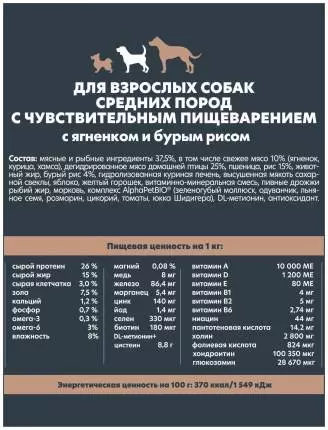 ДЛЯ ВЗРОСЛЫХ СОБАК
СРЕДНИХ ПОРОД
С ЧУВСТВИТЕЛЬНЫМ ПИЩЕВАРЕНИЕМ
с ягненком и бурым рисом
Состав: мясные и рыбные ингредиенты 37,5%, в том числе свежее мясо 10% (ягненок,
курица, хамса), дегидрированное мясо домашней птицы 25%, пшеница, рис 15%, живот-
ный жир, бурый рис 4%, гидролизованная куриная печень, высушенная мякоть сахар-
ной свеклы, яблоко, желтый горошек, витаминно-минеральная смесь, пивные дрожжи
рыбий жир, морковь, комплекс AlphaPetBIO® (зеленогубый моллюск, одуванчик, льня-
ное семя, розмарин, цикорий, томаты, юкка Шидигера), DL-метионин, антиоксидант.
Пищевая ценность на 1 кг:
сырой протеин 26 %
сырой жир 15 %
сырая клетчатка 3,0 %
зола 7,5 %
кальций 1,2 %
фосфор 0,7 %
омега-3 0,3 %
омега-6 3%
влажность 8%
магний 0,08 %
медь 8 мг
железо 86,4 мг
марганец 5,4 мг
цинк 140 мг
йод 1,4 мг
селен 330 мкг
биотин 180 мкг
DL-метионин+
цистеин 8,8 г
витамин A 10 000 МЕ
витамин D 1 200 МЕ
витамин E 80 МЕ
витамин B1 4 мг
витамин B2 5 мг
витамин B6 2,74 мг
ниацин 44 мг
пантотеновая кислота 14,2 мг
холин 2 800 мг
фолиевая кислота 824 мкг
хондроитин 100 350 мкг
глюкозамин 28 670 мкг
Энергетическая ценность на 100 г: 370 ккал/1 549 кДж